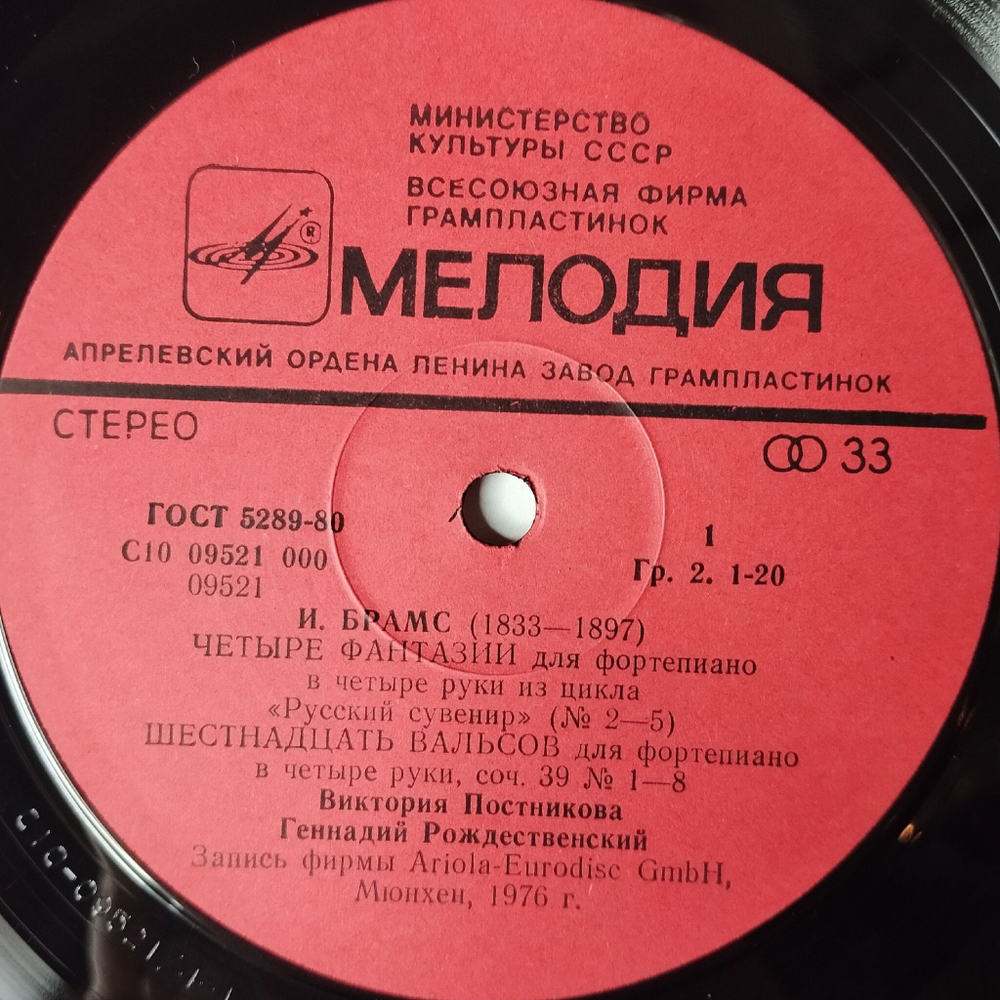 МИНИСТЕРСТВО
КУЛЬТУРЫ СССР
ВСЕСОЮЗНАЯ ФИРМА
ГРАМПЛАСТИНОК
®
МЕЛОДИЯ
АПРЕЛЕВСКИЙ ОРДЕНА ЛЕНИНА ЗАВОД ГРАМПЛАСТИНОК
СТЕРЕО
33
ГОСТ 5289-80
С10 09521 000
09521
1
Гр. 2. 1-20
И. БРАМС (1833—1897)
ЧЕТЫРЕ ФАНТАЗИИ для фортепиано
в четыре руки из цикла
«Русский сувенир» (№ 2—5)
ШЕСТНАДЦАТЬ ВАЛЬСОВ для фортепиано
в четыре руки, соч. 39 № 1—8
Виктория Постникова
Геннадий Рождественский
Запись фирмы Ariola-Eurodisc GmbH,
Мюнхен, 1976 г.